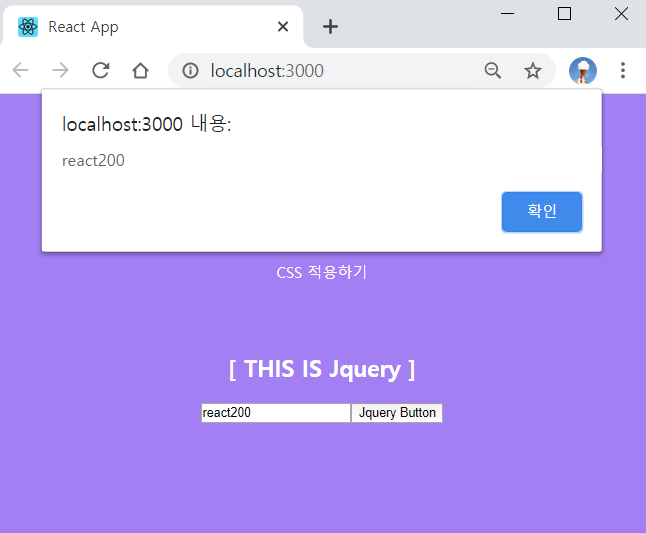 React App
localhost:3000
localhost:3000 내용:
react200
확인
CSS 적용하기
[ THIS IS Jquery ]
react200 Jquery Button